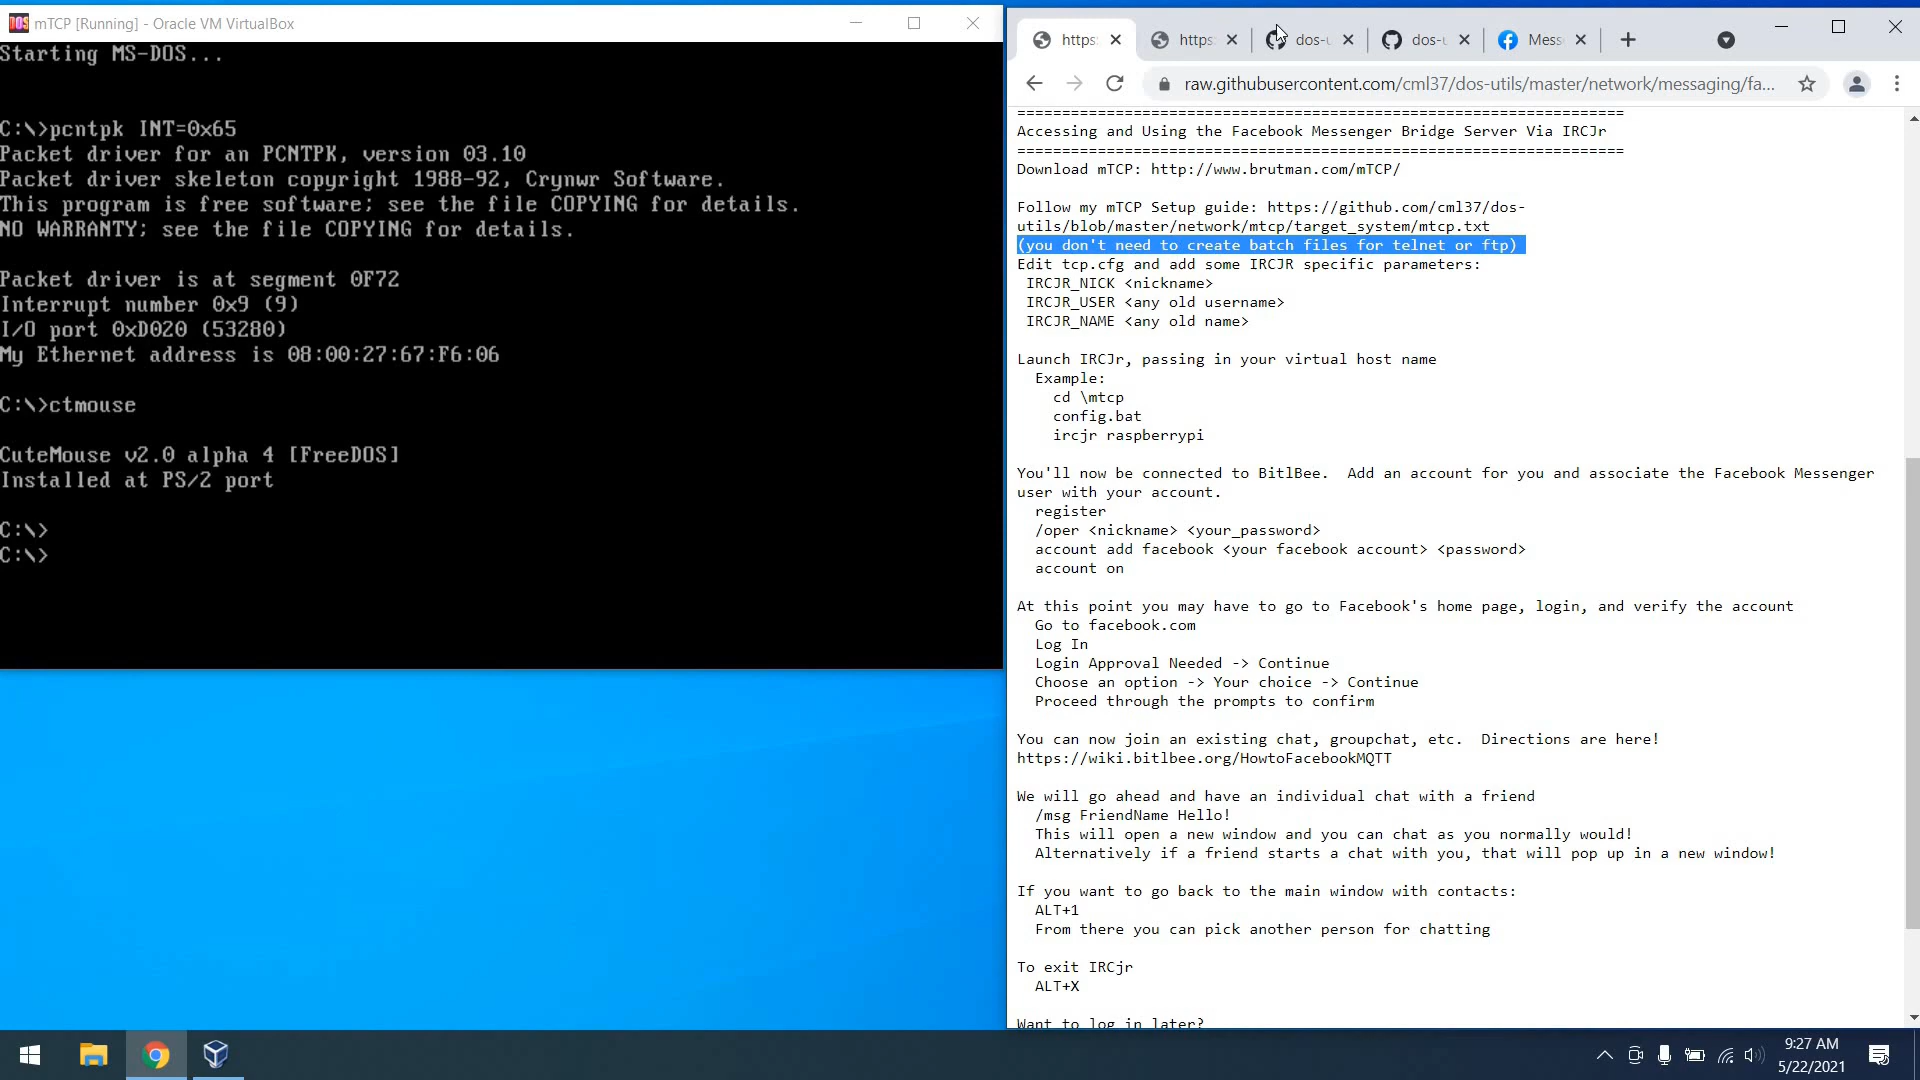 mTCP [Running] - Oracle VM VirtualBox
Starting MS-DOS...
C:\>pcntpk INT=0x65
Packet driver for an PCNTPK, version 03.10
Packet driver skeleton copyright 1988-92, Crynwr Software.
This program is free software; see the file COPYING for details.
NO WARRANTY; see the file COPYING for details.
Packet driver is at segment 0F72
Interrupt number 0x9 (9)
I/O port 0xD020 (53280)
My Ethernet address is 08:00:27:67:F6:06
C:\>ctmouse
CuteMouse v2.0 alpha 4 [FreeDOS]
Installed at PS/2 port
C:\>
C:\>
https:
https:
dos-u
dos-u
Mess
raw.githubusercontent.com/cml37/dos-utils/master/network/messaging/fa...
====================================================================
Accessing and Using the Facebook Messenger Bridge Server Via IRCJr
====================================================================
Download mTCP: http://www.brutman.com/mTCP/
Follow my mTCP Setup guide: https://github.com/cml37/dos-
utils/blob/master/network/mtcp/target_system/mtcp.txt
(you don't need to create batch files for telnet or ftp)
Edit tcp.cfg and add some IRCJR specific parameters:
IRCJR_NICK <nickname>
IRCJR_USER <any old username>
IRCJR_NAME <any old name>
Launch IRCJr, passing in your virtual host name
Example:
cd \mtcp
config.bat
ircjr raspberrypi
You'll now be connected to BitlBee.  Add an account for you and associate the Facebook Messenger
user with your account.
register
/oper <nickname> <your_password>
account add facebook <your facebook account> <password>
account on
At this point you may have to go to Facebook's home page, login, and verify the account
Go to facebook.com
Log In
Login Approval Needed -> Continue
Choose an option -> Your choice -> Continue
Proceed through the prompts to confirm
You can now join an existing chat, groupchat, etc.  Directions are here!
https://wiki.bitlbee.org/HowtoFacebookMQTT
We will go ahead and have an individual chat with a friend
/msg FriendName Hello!
This will open a new window and you can chat as you normally would!
Alternatively if a friend starts a chat with you, that will pop up in a new window!
If you want to go back to the main window with contacts:
ALT+1
From there you can pick another person for chatting
To exit IRCjr
ALT+X
Want to log in later?
9:27 AM
5/22/2021